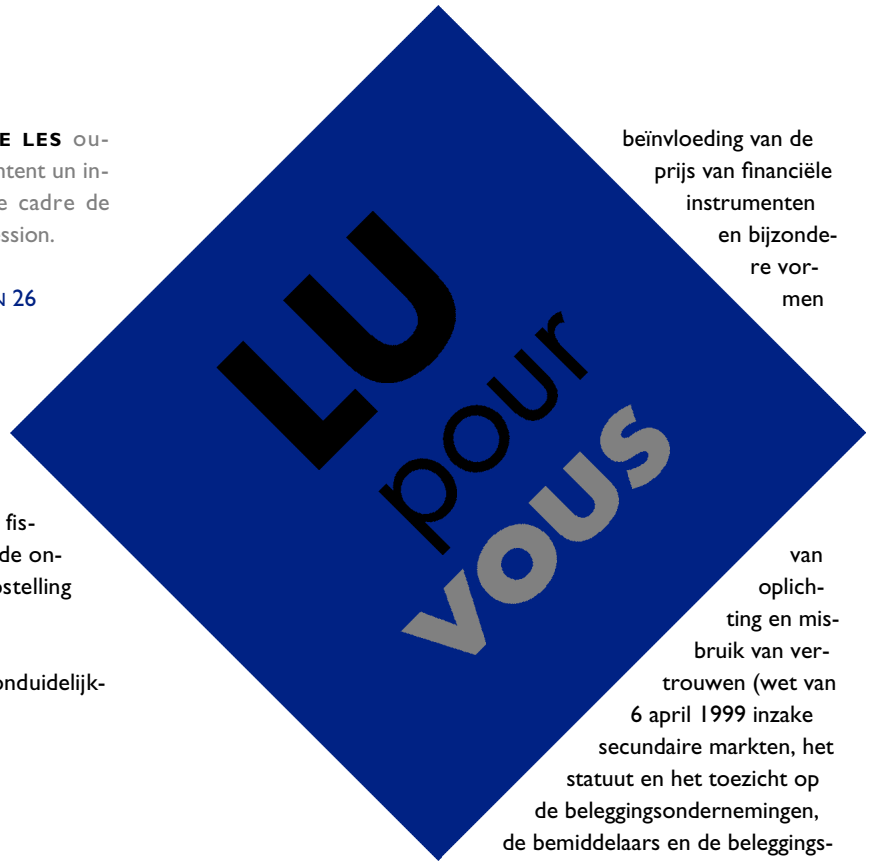 E LES ou-
ntent un in-
e cadre de
ssion.
N 26
fis-
de on-
ostelling
onduidelijk-
LU
pour
vous
beïnvloeding van de
prijs van financiële
instrumenten
en bijzonde-
re vor-
men
van
oplich-
ting en mis-
bruik van ver-
trouwen (wet van
6 april 1999 inzake
secundaire markten, het
statuut en het toezicht op
de beleggingsondernemingen,
de bemiddelaars en de beleggings-